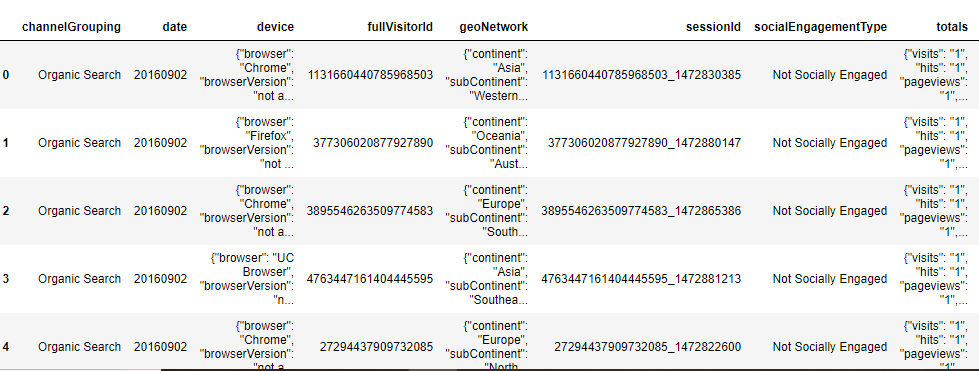 channelGrouping date device fullVisitorId geoNetwork sessionId socialEngagementType totals
0 Organic Search 20160902 {"browser": "Chrome", "browserVersion": "not a... 1131660440785968503 {"continent": "Asia", "subContinent": "Western... 1131660440785968503_1472830385 Not Socially Engaged {"visits": "1", "hits": "1", "pageviews": "1",...
1 Organic Search 20160902 {"browser": "Firefox", "browserVersion": "not ... 377306020877927890 {"continent": "Oceania", "subContinent": "Aust... 377306020877927890_1472880147 Not Socially Engaged {"visits": "1", "hits": "1", "pageviews": "1",...
2 Organic Search 20160902 {"browser": "Chrome", "browserVersion": "not a... 3895546263509774583 {"continent": "Europe", "subContinent": "South... 3895546263509774583_1472865386 Not Socially Engaged {"visits": "1", "hits": "1", "pageviews": "1",...
3 Organic Search 20160902 {"browser": "UC Browser", "browserVersion": "n... 4763447161404445595 {"continent": "Asia", "subContinent": "Southea... 4763447161404445595_1472881213 Not Socially Engaged {"visits": "1", "hits": "1", "pageviews": "1",...
4 Organic Search 20160902 {"browser": "Chrome", "browserVersion": "not a 27294437909732085 {"continent": "Europe", "subContinent": "North 27294437909732085_1472822600 Not Socially Engaged {"visits": "1", "hits": "1", "pageviews": "1"